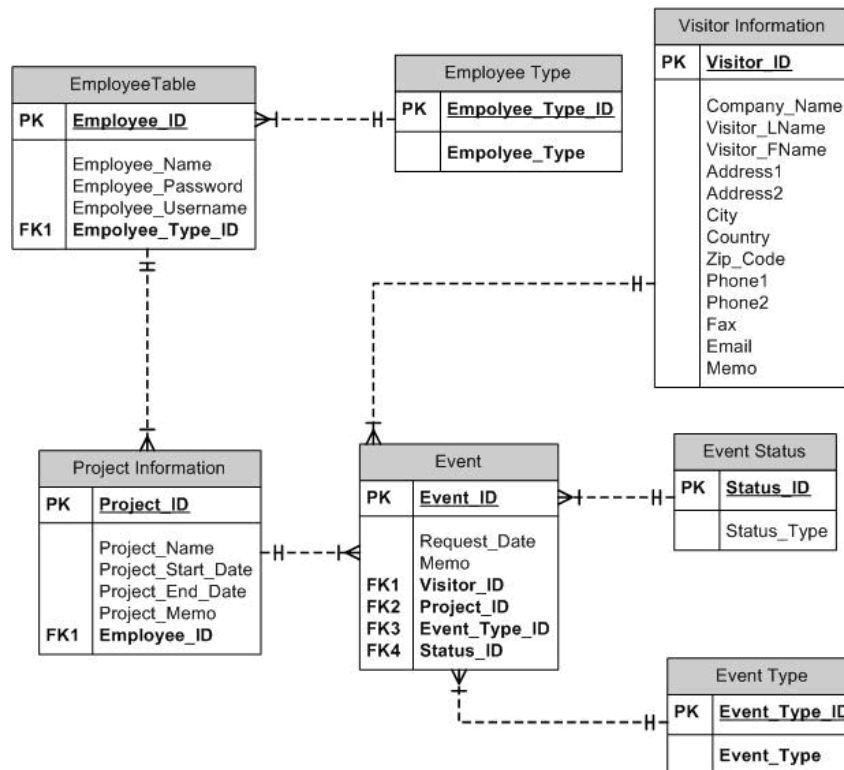 Visitor Information
PK Visitor_ID
Company_Name
Visitor_LName
Visitor_FName
Address1
Address2
City
Country
Zip_Code
Phone1
Phone2
Fax
Email
Memo
EmployeeTable
PK Employee_ID
Employee_Name
Employee_Password
Empolyee_Username
FK1 Empolyee_Type_ID
Employee Type
PK Empolyee_Type_ID
Empolyee_Type
Project Information
PK Project_ID
Project_Name
Project_Start_Date
Project_End_Date
Project_Memo
FK1 Employee_ID
Event
PK Event_ID
Request_Date
Memo
FK1 Visitor_ID
FK2 Project_ID
FK3 Event_Type_ID
FK4 Status_ID
Event Status
PK Status_ID
Status_Type
Event Type
PK Event_Type_ID
Event_Type